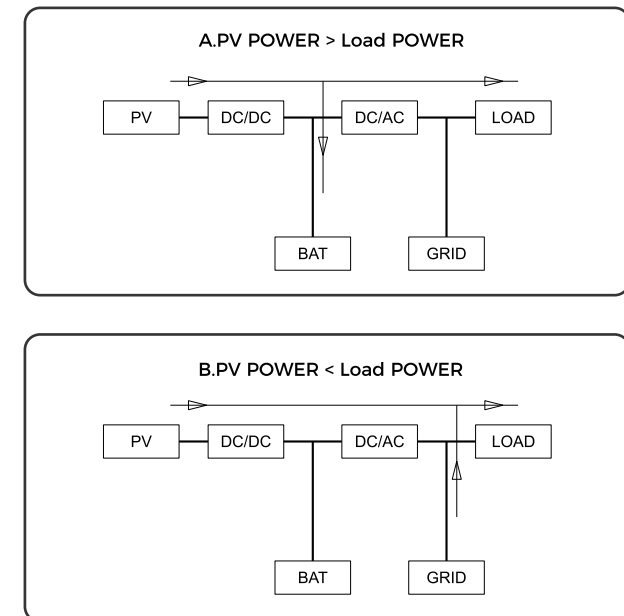 A.PV POWER > Load POWER
PV DC/DC DC/AC LOAD
BAT GRID
B.PV POWER < Load POWER
PV DC/DC DC/AC LOAD
BAT GRID